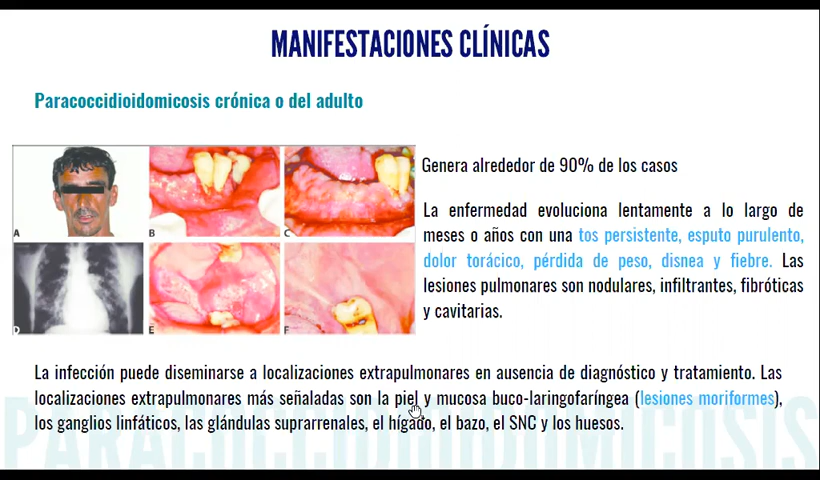 MANIFESTACIONES CLÍNICAS
Paracoccidioidomicosis crónica o del adulto
A
B
C
D
E
F
Genera alrededor de 90% de los casos
La enfermedad evoluciona lentamente a lo largo de
meses o años con una tos persistente, esputo purulento,
dolor torácico, pérdida de peso, disnea y fiebre. Las
lesiones pulmonares son nodulares, infiltrantes, fibróticas
y cavitarias.
La infección puede diseminarse a localizaciones extrapulmonares en ausencia de diagnóstico y tratamiento. Las
localizaciones extrapulmonares más señaladas son la piel y mucosa buco-laringofaríngea (lesiones moriformes),
los ganglios linfáticos, las glándulas suprarrenales, el hígado, el bazo, el SNC y los huesos.
PARACOCCIDIOIDOMICOSIS